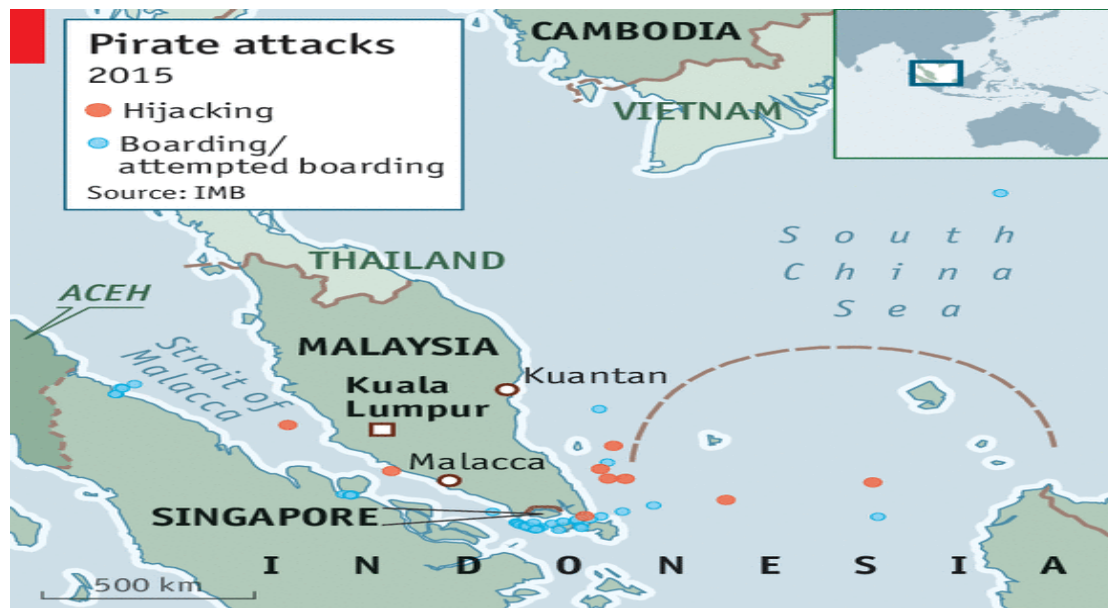 Pirate attacks
2015
Hijacking
Boarding/
attempted boarding
Source: IMB
CAMBODIA
VIETNAM
South
China
Sea
THAILAND
ACEH
Strait of
Malacca
MALAYSIA
Kuala
Lumpur
Kuantan
Malacca
SINGAPORE
INDONESIA
500 km